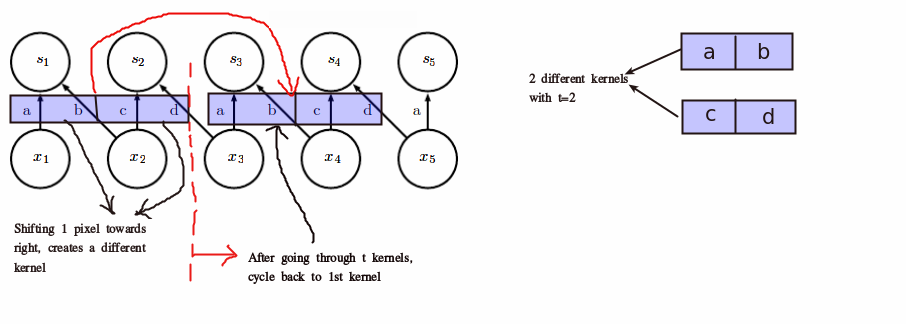 s1 s2 s3 s4 s5
a b c d a b c d a
x1 x2 x3 x4 x5
Shifting 1 pixel towards
right, creates a different
kernel
After going through t kernels,
cycle back to 1st kernel
2 different kernels
with t=2
a b
c d